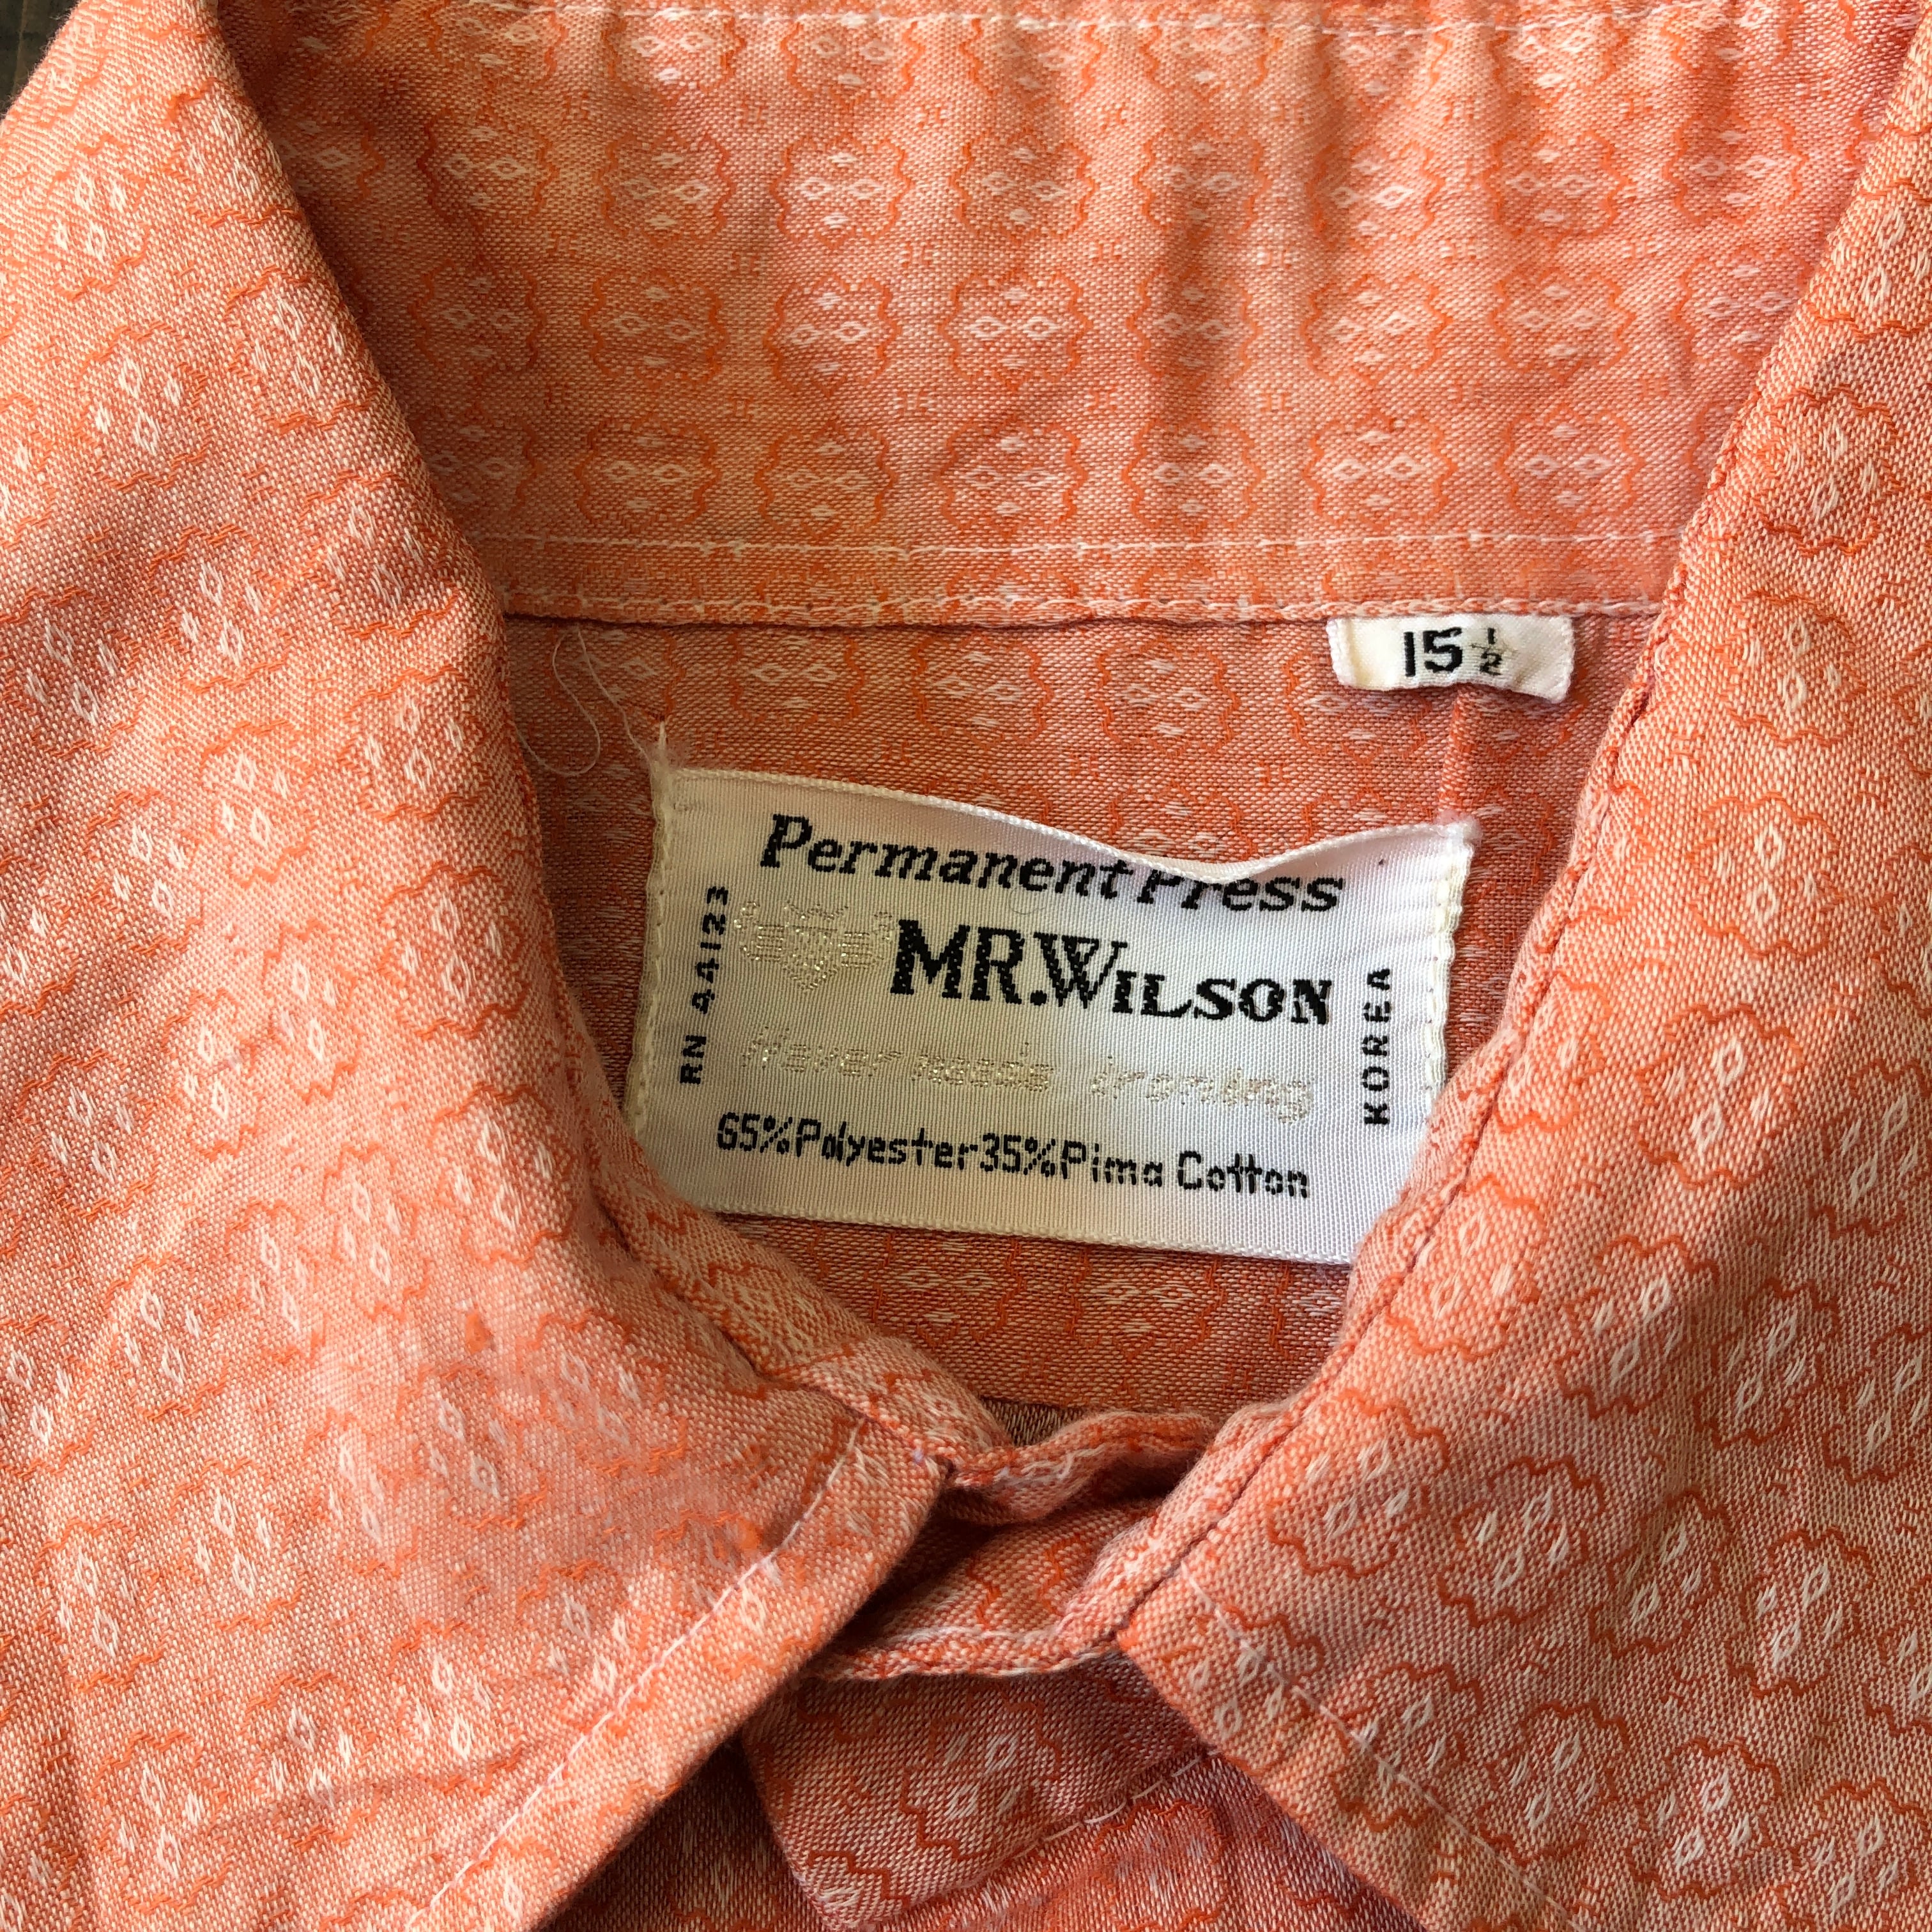 15 1/2
Permanent Press
MR.WILSON
Never needs ironing
65%Polyester35%Pima Cotton
RN 44123
KOREA